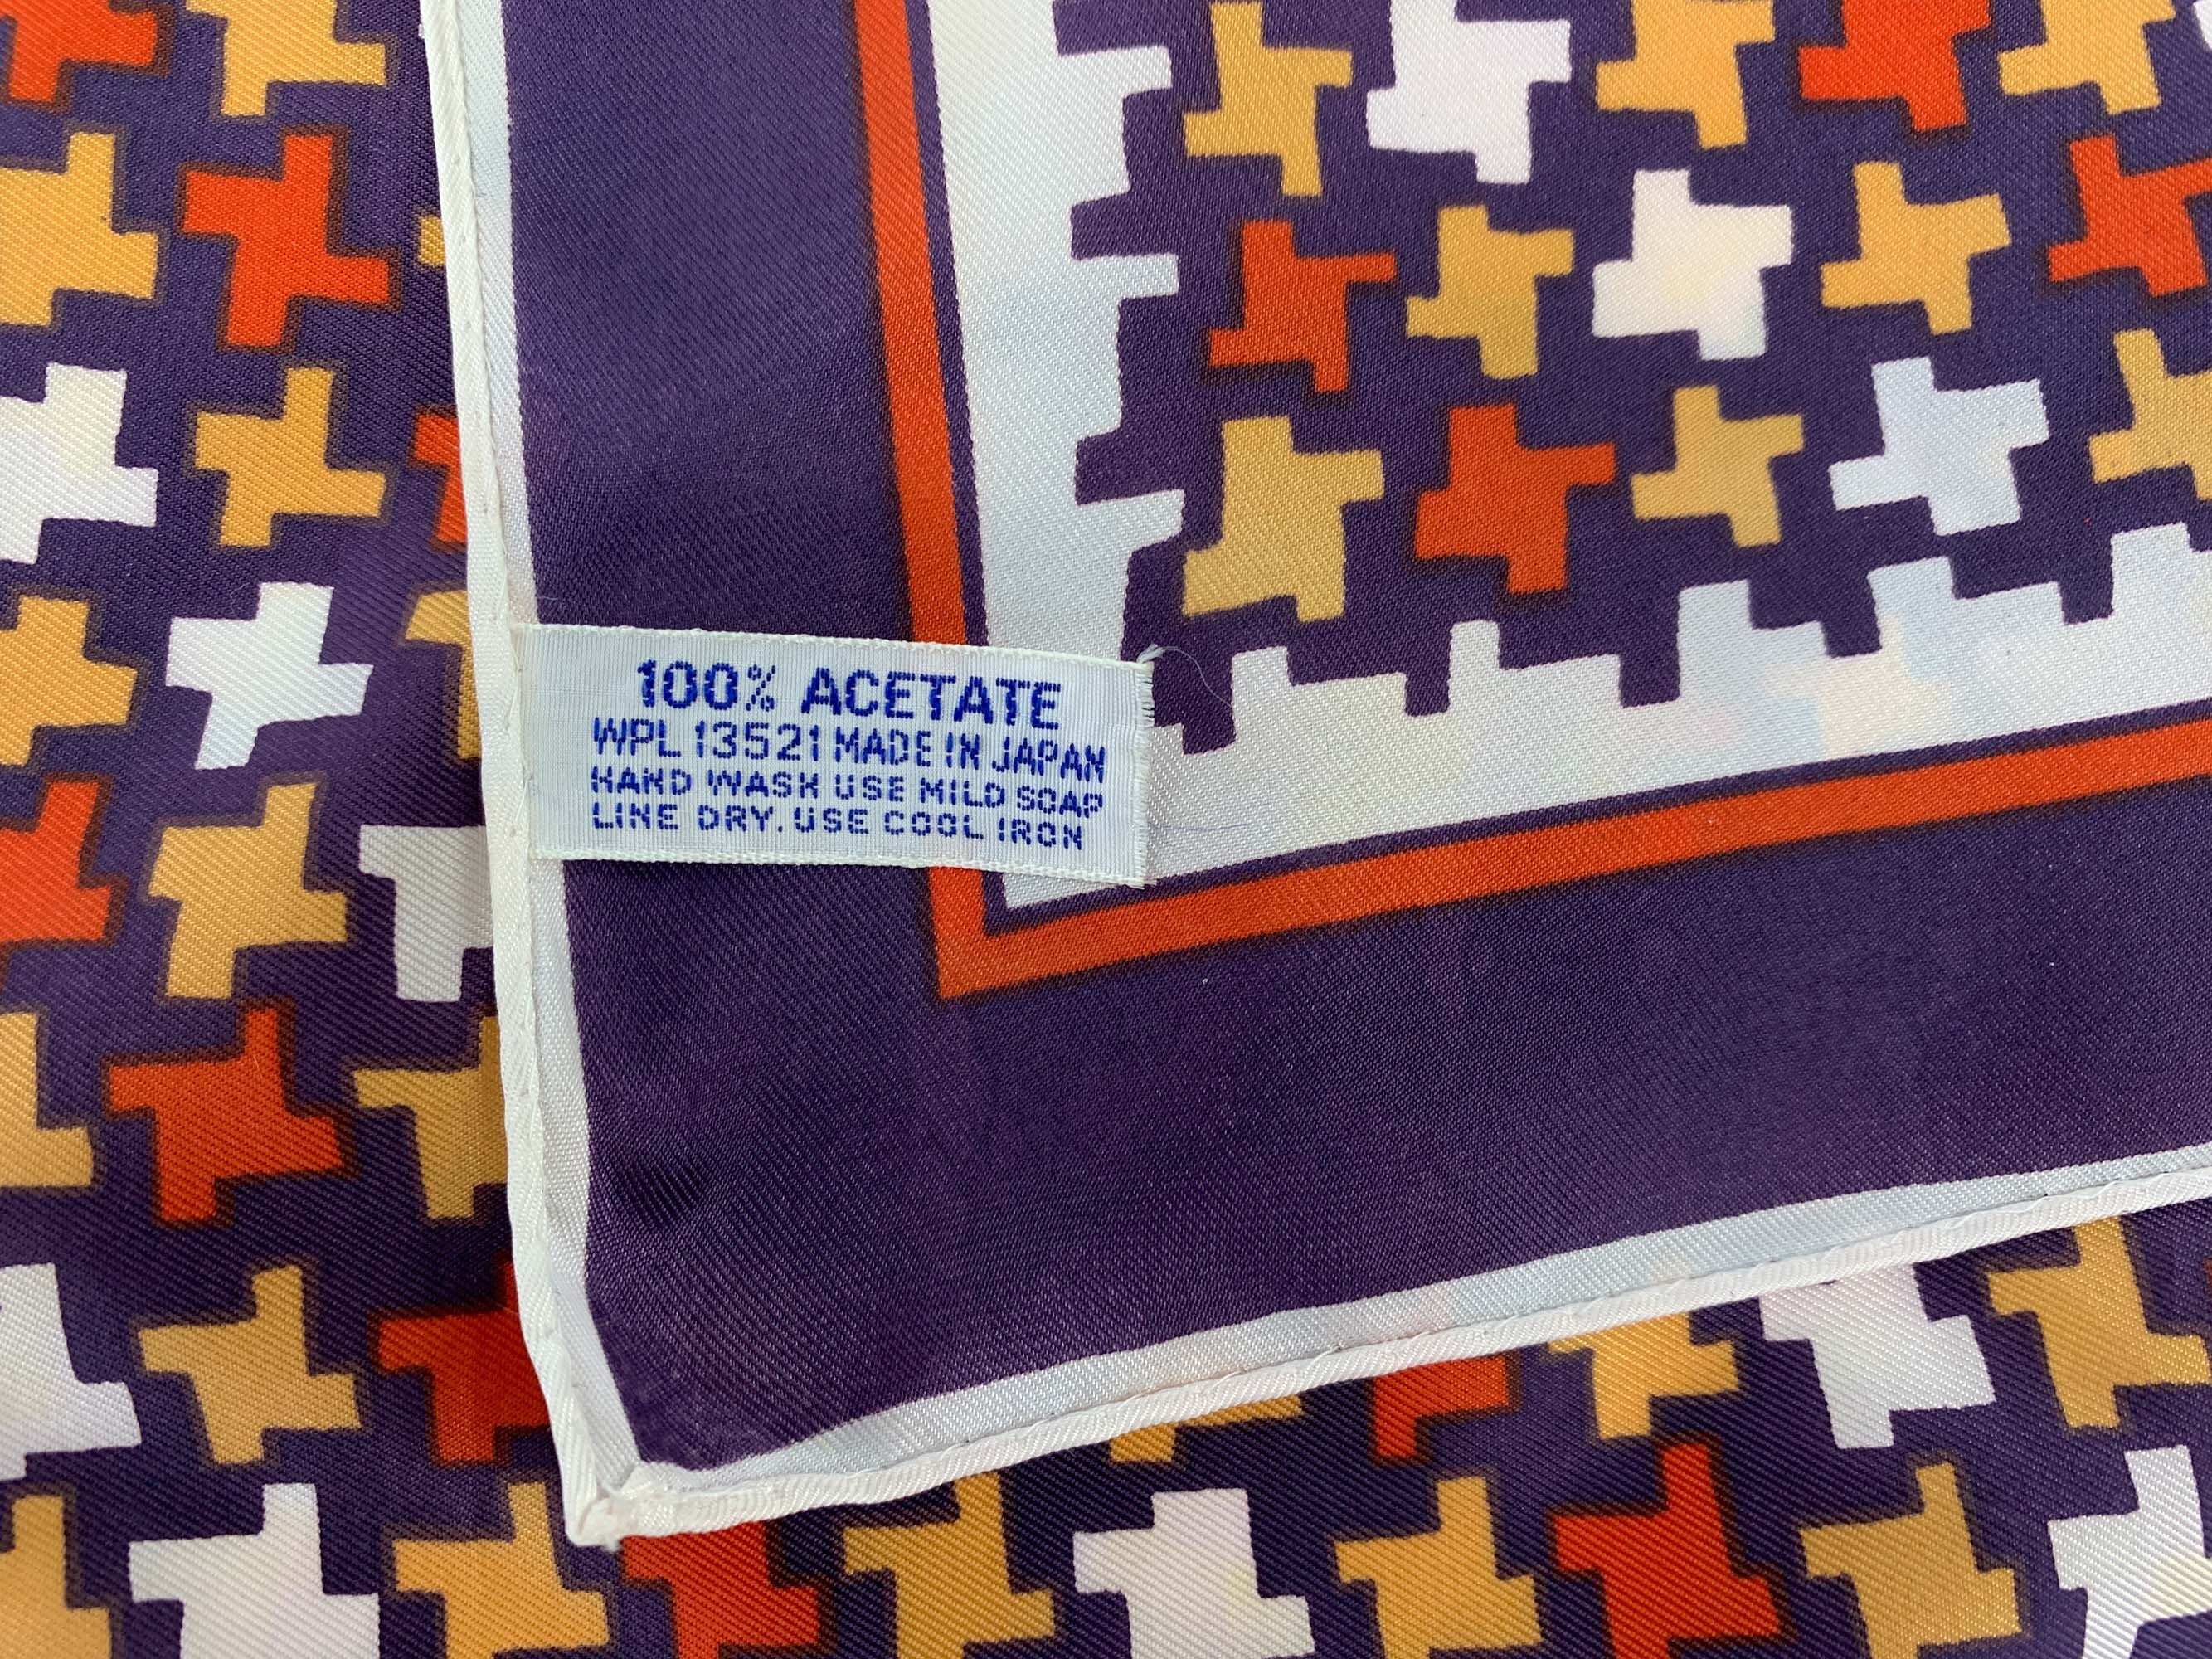 100% ACETATE
WPL 13521 MADE IN JAPAN
HAND WASH USE MILD SOAP
LINE DRY. USE COOL IRON